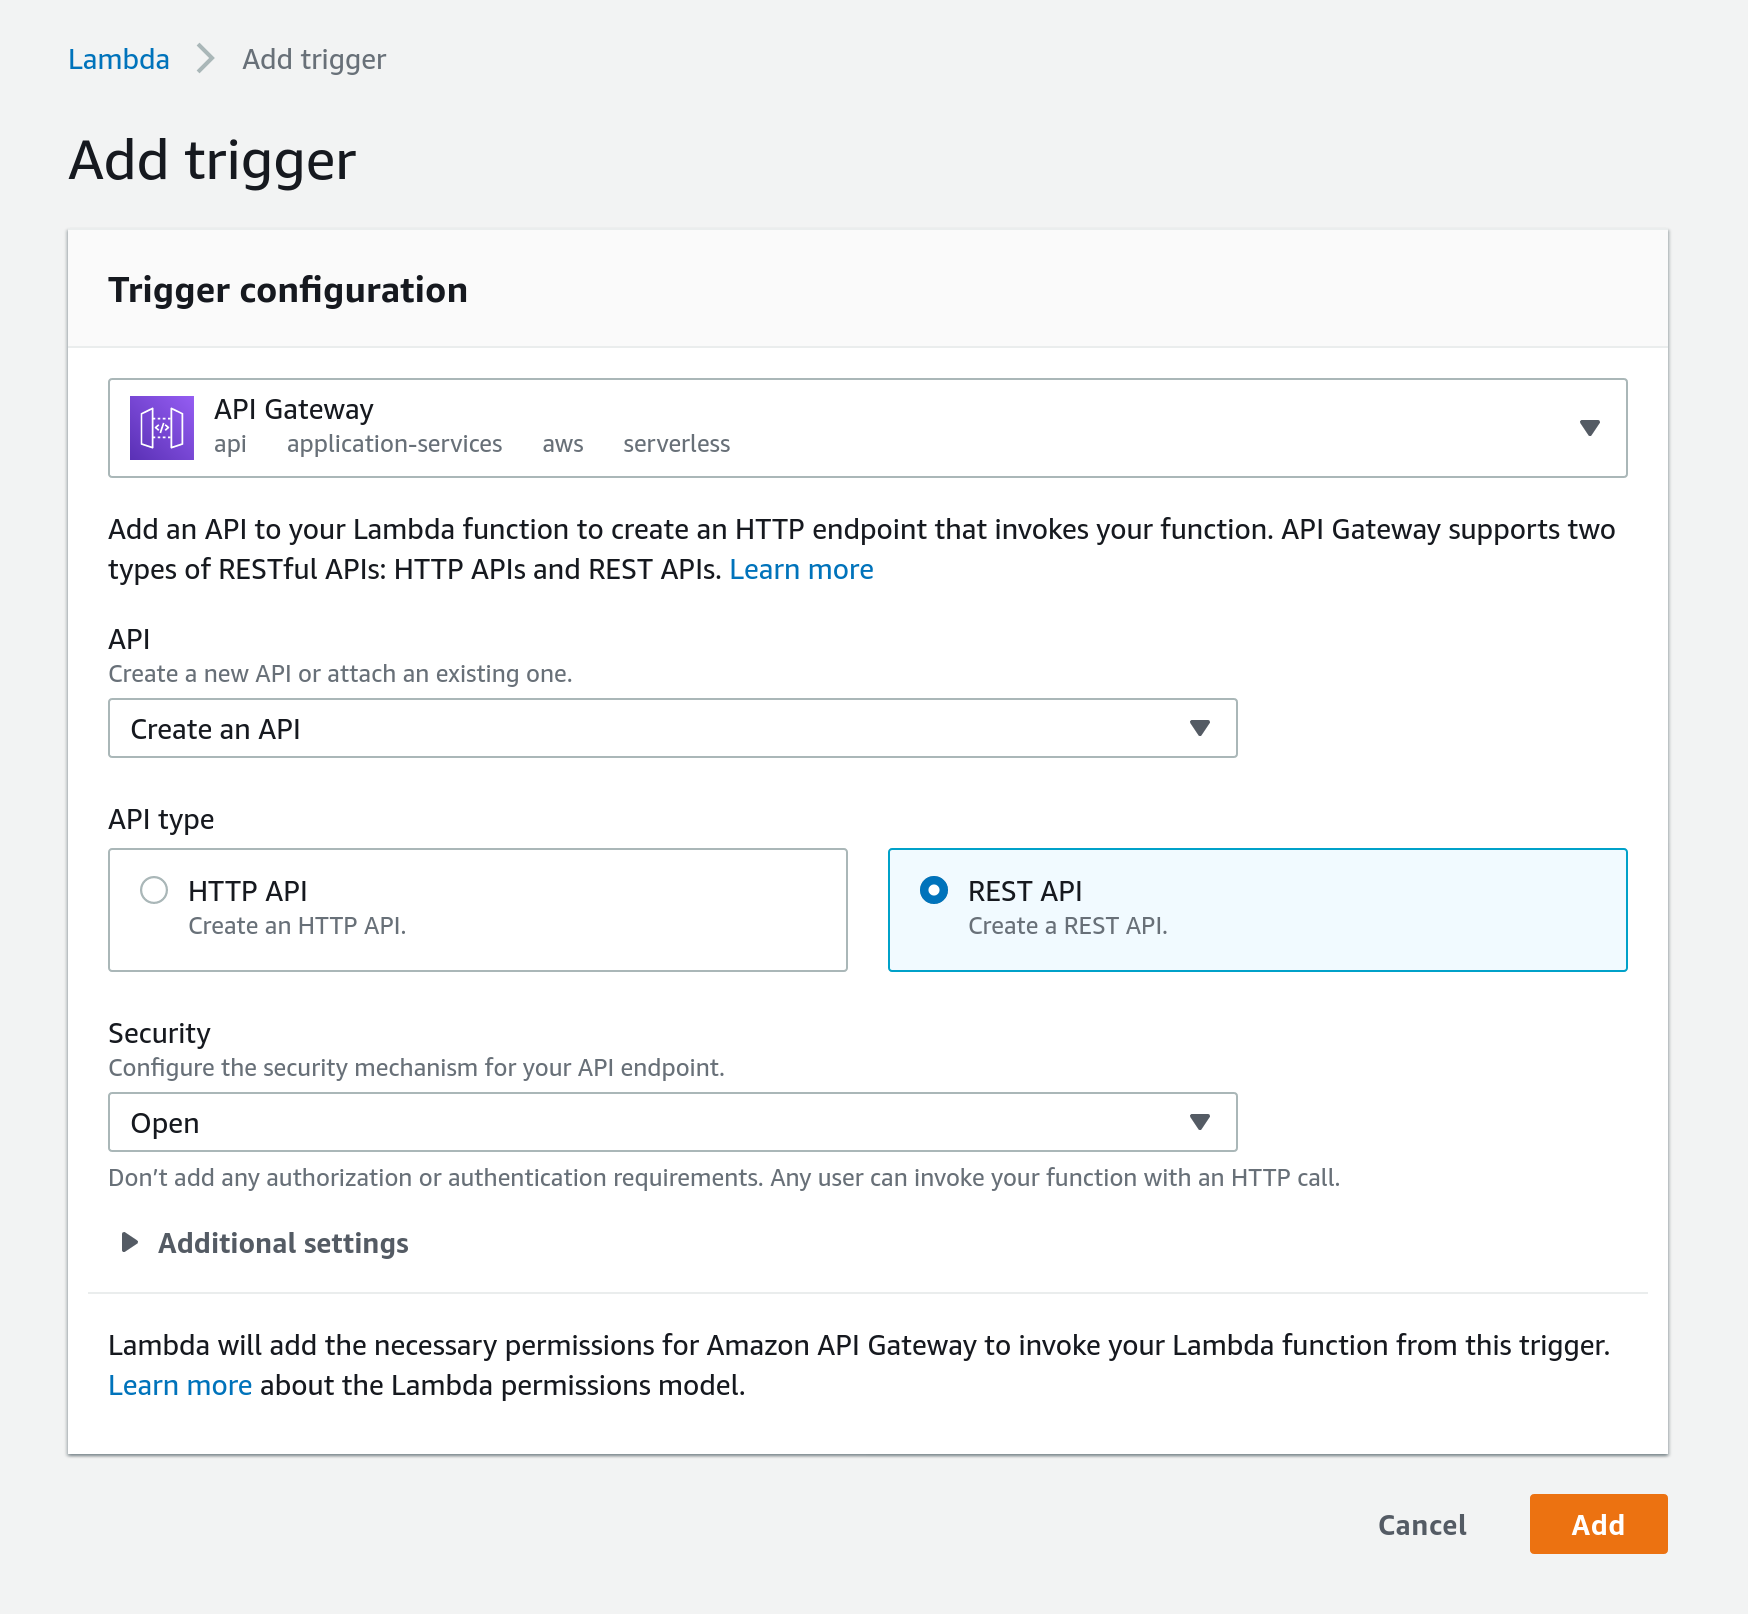 Lambda Add trigger
Add trigger
Trigger configuration
API Gateway
api application-services aws serverless
Add an API to your Lambda function to create an HTTP endpoint that invokes your function. API Gateway supports two
types of RESTful APIs: HTTP APIs and REST APIs. Learn more
API
Create a new API or attach an existing one.
Create an API
API type
HTTP API
Create an HTTP API.
REST API
Create a REST API.
Security
Configure the security mechanism for your API endpoint.
Open
Don't add any authorization or authentication requirements. Any user can invoke your function with an HTTP call.
Additional settings
Lambda will add the necessary permissions for Amazon API Gateway to invoke your Lambda function from this trigger.
Learn more about the Lambda permissions model.
Cancel Add